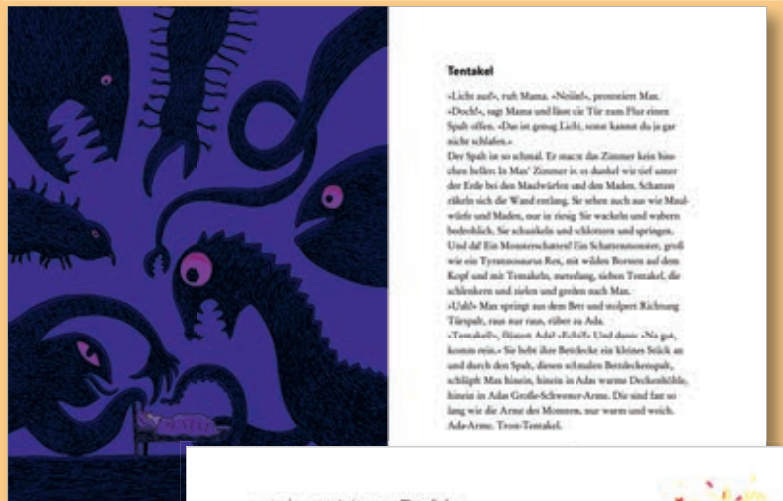 Tentakel
»Licht aus!«, ruft Mama. »Neiin!«, protestiert Max.
»Doch!«, sagt Mama und lässt die Tür zum Flur einen
Spalt offen. »Das ist genug Licht, sonst kannst du ja gar
nicht schlafen.«
Der Spalt ist so schmal. Er macht das Zimmer kein biss-
chen heller. In Max’ Zimmer is es dunkel wie tief unter
der Erde bei den Maulwürfen und den Maden. Schatten
räkeln sich die Wand entlang. Sie sehen auch aus wie Maul-
würfe und Maden, nur in riesig. Sie wackeln und wabern
bedrohlich. Sie schunkeln und schlottern und springen.
Und da! Ein Monsterschatten! Ein Schattenmonster, groß
wie ein Tyrannosaurus Rex, mit wilden Borsten auf dem
Kopf und mit Tentakeln, meterlang, sieben Tentakel, die
schlenkern und zielen und greifen nach Max.
»Uah!« Max springt aus dem Bett und stolpert Richtung
Türspalt, raus nur raus, rüber zu Ada.
»Tentakel?«, flüstert Ada? »Echt?« Und dann: »Na gut,
komm rein.« Sie hebt ihre Bettdecke ein kleines Stück an
und durch den Spalt, diesen schmalen Bettdeckenspalt,
schlüpft Max hinein, hinein in Adas warme Deckenhöhle,
hinein in Adas Große-Schwester-Arme. Die sind fast so
lang wie die Arme des Monsters, nur warm und weich.
Ada-Arme. Trost-Tentakel.